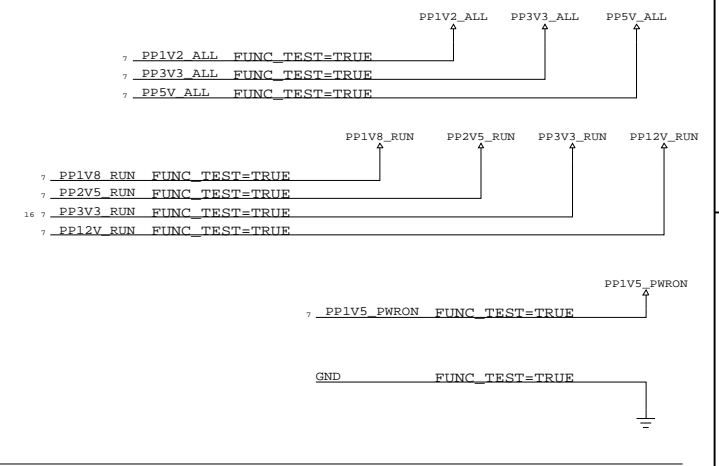 PP1V2_ALL PP3V3_ALL PP5V_ALL
7 PP1V2_ALL FUNC_TEST=TRUE
7 PP3V3_ALL FUNC_TEST=TRUE
7 PP5V_ALL FUNC_TEST=TRUE
PP1V8_RUN PP2V5_RUN PP3V3_RUN PP12V_RUN
7 PP1V8_RUN FUNC_TEST=TRUE
7 PP2V5_RUN FUNC_TEST=TRUE
16 7 PP3V3_RUN FUNC_TEST=TRUE
7 PP12V_RUN FUNC_TEST=TRUE
PP1V5_PWRON
7 PP1V5_PWRON FUNC_TEST=TRUE
GND FUNC_TEST=TRUE